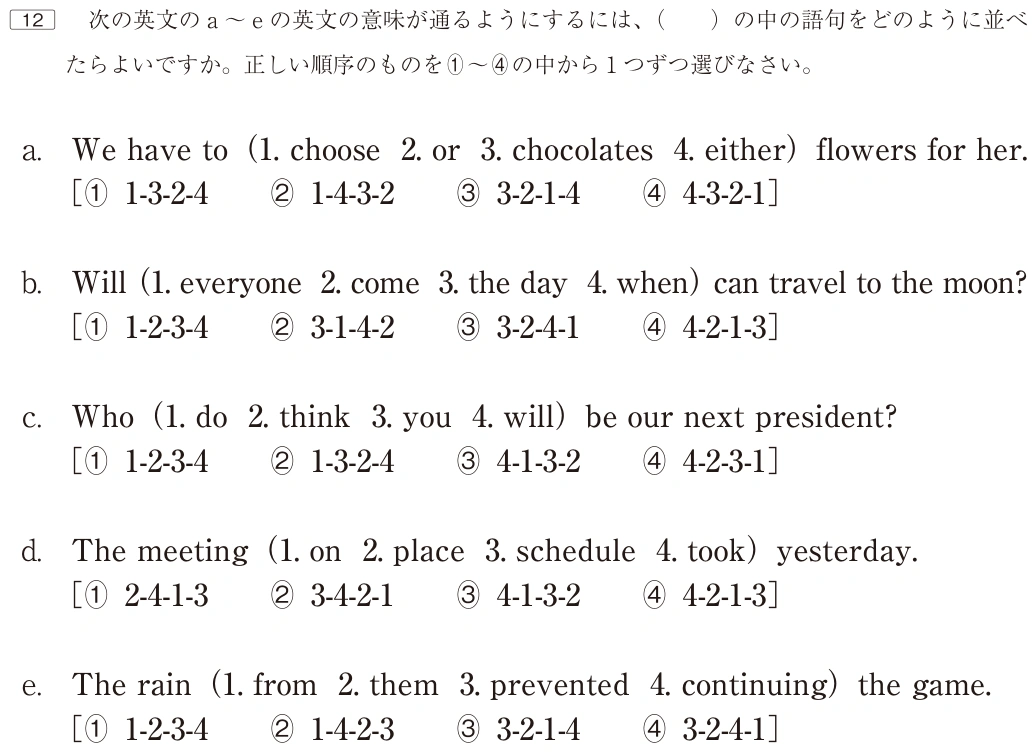 12 次の英文のa～eの英文の意味が通るようにするには、（　　）の中の語句をどのように並べ
たらよいですか。正しい順序のものを①～④の中から1つずつ選びなさい。
a. We have to (1. choose 2. or 3. chocolates 4. either) flowers for her.
[① 1-3-2-4 ② 1-4-3-2 ③ 3-2-1-4 ④ 4-3-2-1]
b. Will (1. everyone 2. come 3. the day 4. when) can travel to the moon?
[① 1-2-3-4 ② 3-1-4-2 ③ 3-2-4-1 ④ 4-2-1-3]
c. Who (1. do 2. think 3. you 4. will) be our next president?
[① 1-2-3-4 ② 1-3-2-4 ③ 4-1-3-2 ④ 4-2-3-1]
d. The meeting (1. on 2. place 3. schedule 4. took) yesterday.
[① 2-4-1-3 ② 3-4-2-1 ③ 4-1-3-2 ④ 4-2-1-3]
e. The rain (1. from 2. them 3. prevented 4. continuing) the game.
[① 1-2-3-4 ② 1-4-2-3 ③ 3-2-1-4 ④ 3-2-4-1]